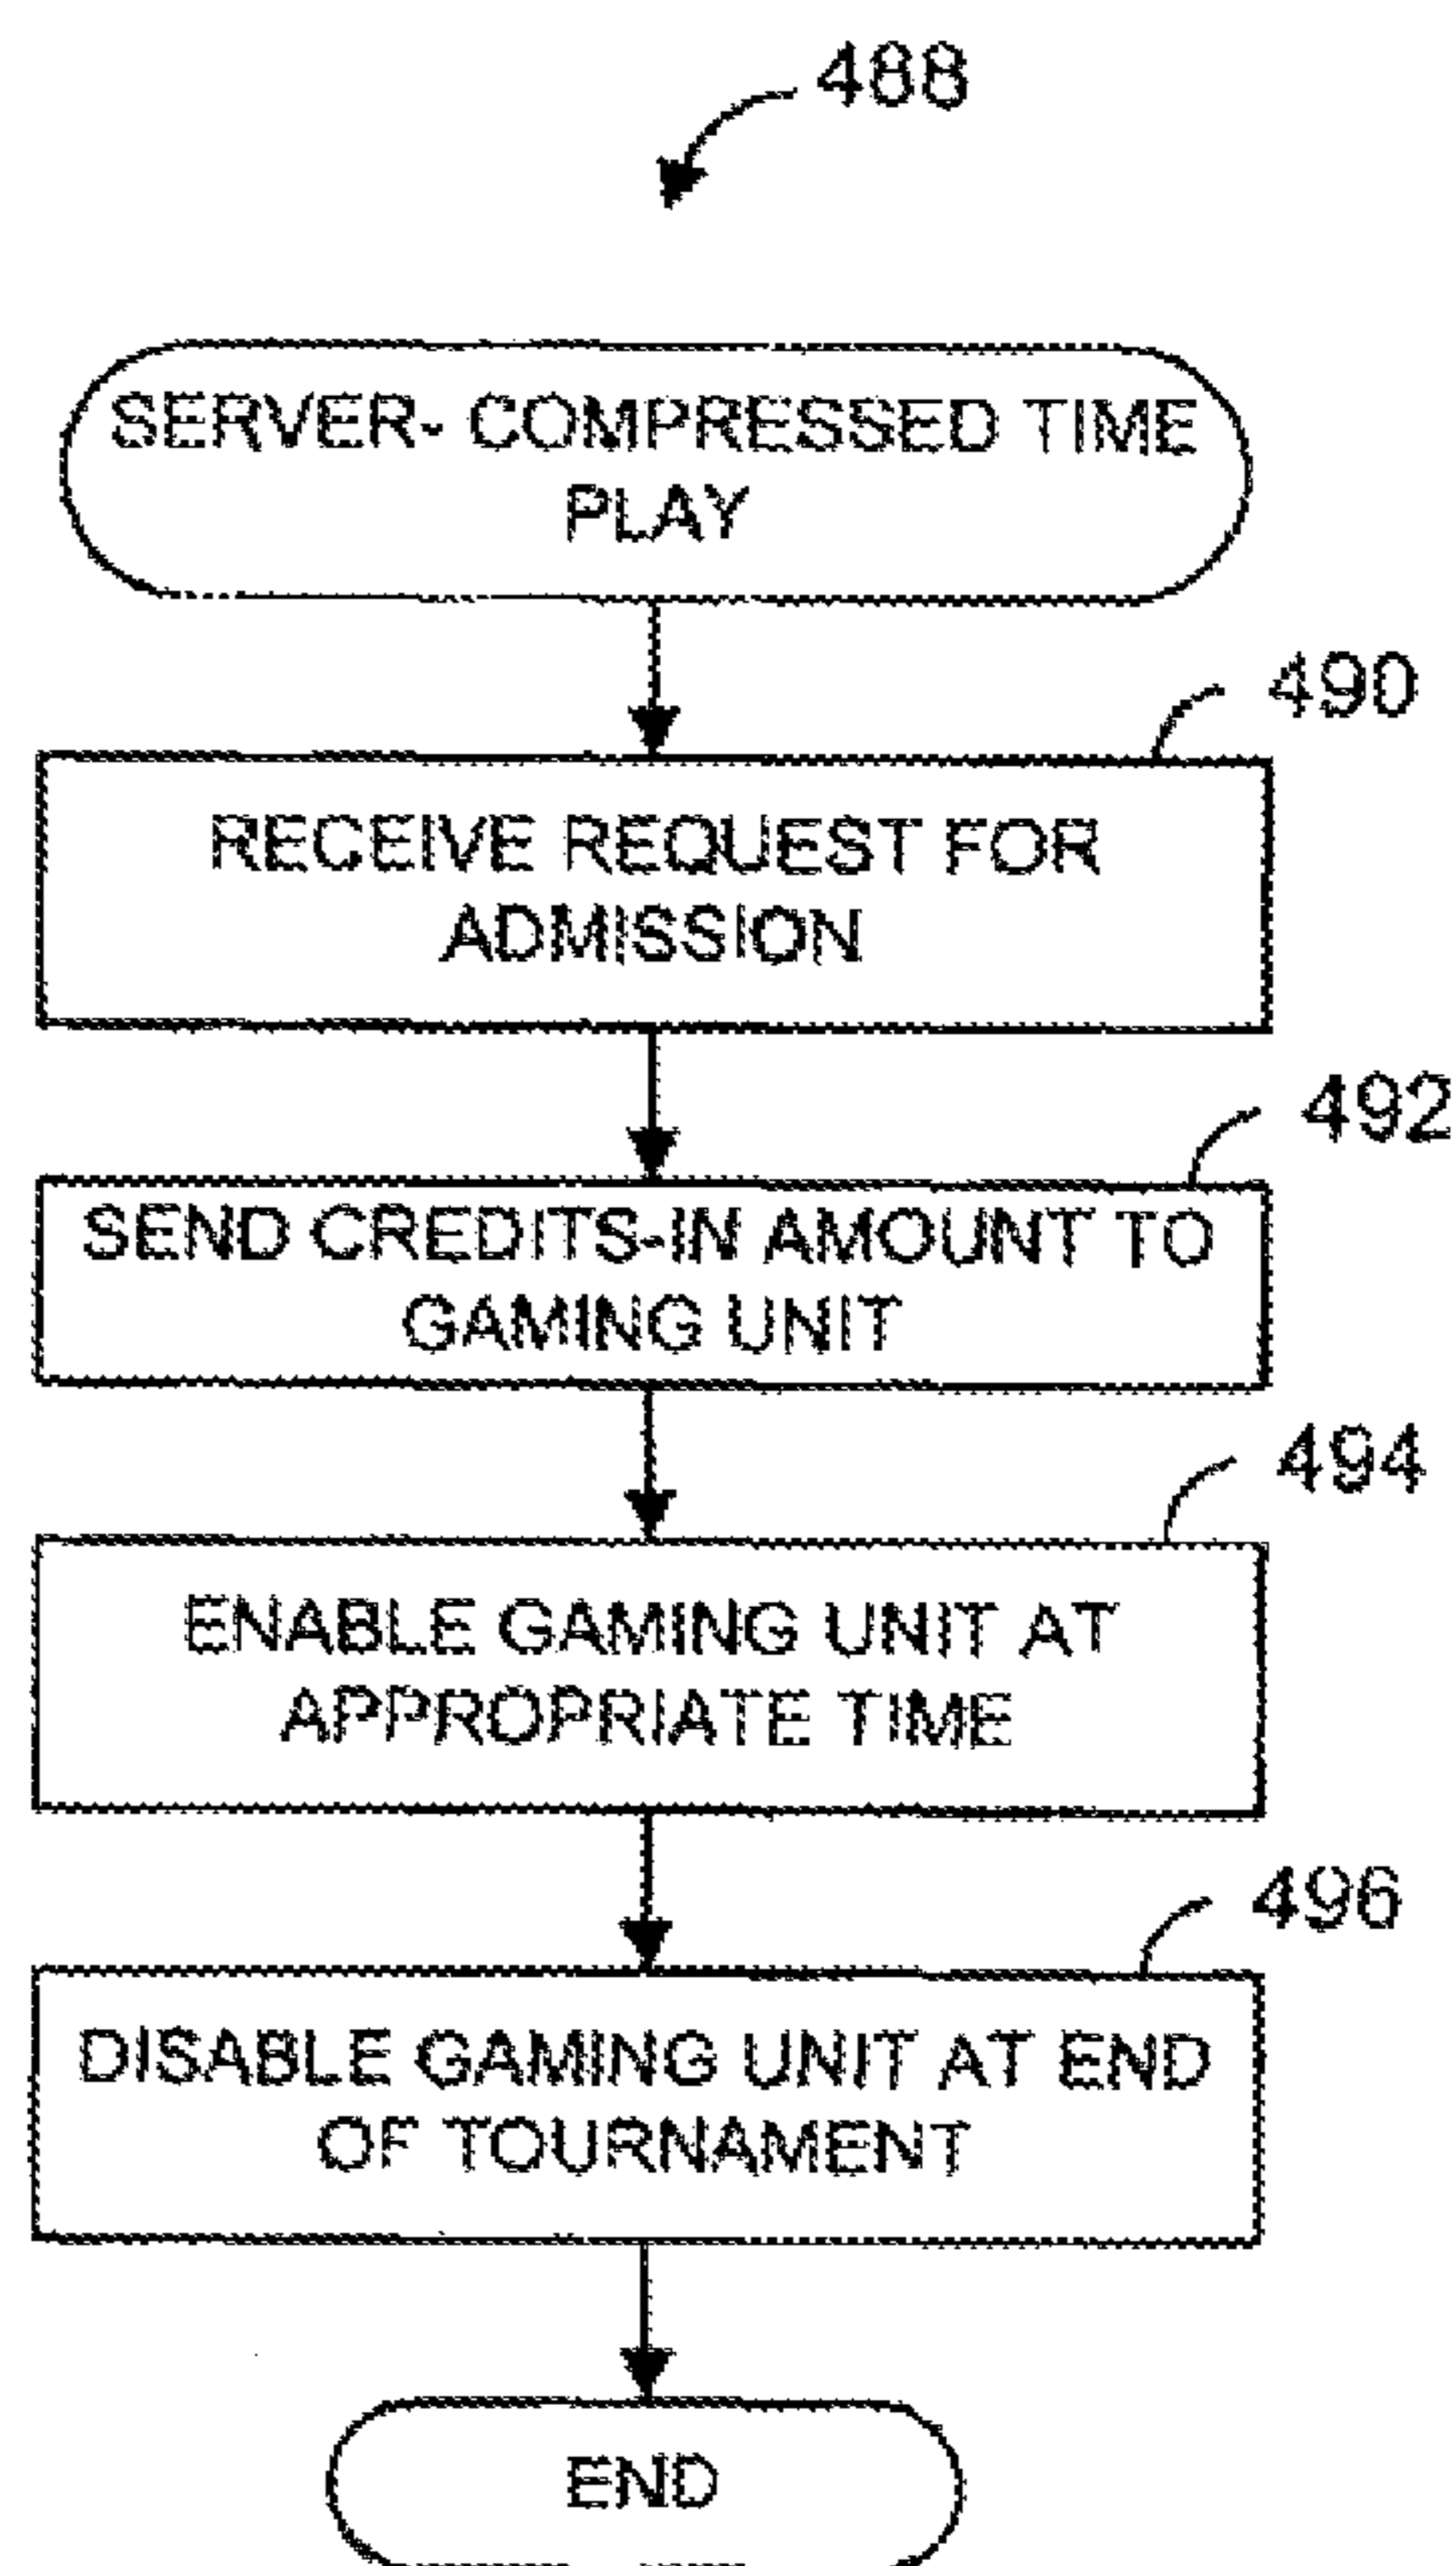 488
SERVER- COMPRESSED TIME
PLAY
490
RECEIVE REQUEST FOR
ADMISSION
492
SEND CREDITS-IN AMOUNT TO
GAMING UNIT
494
ENABLE GAMING UNIT AT
APPROPRIATE TIME
496
DISABLE GAMING UNIT AT END
OF TOURNAMENT
END